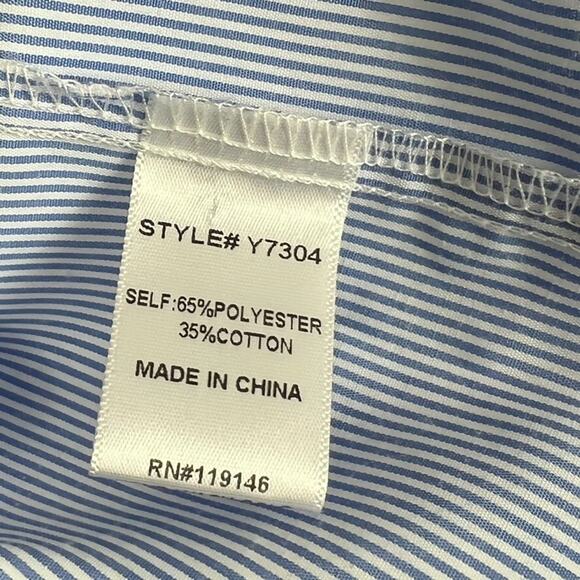 STYLE# Y7304
SELF:65%POLYESTER
35%COTTON
MADE IN CHINA
RN#119146